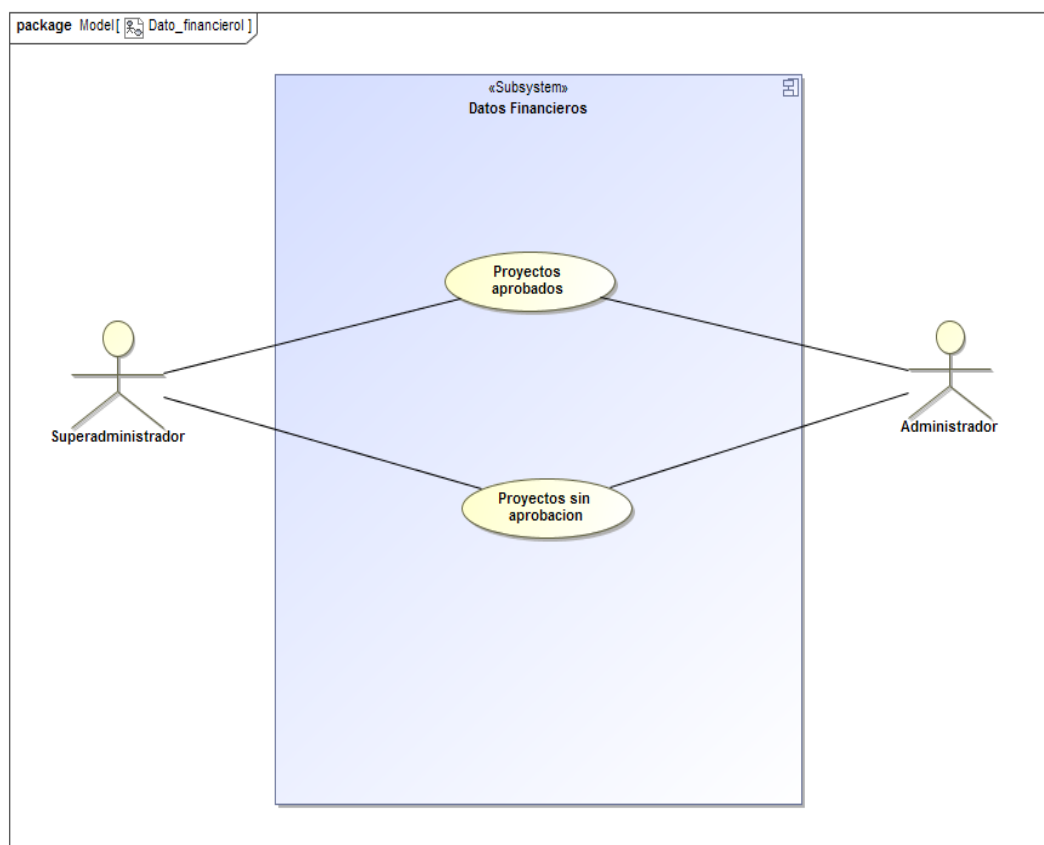 package Model[ Dato_financierol ]
«Subsystem»
Datos Financieros
Proyectos
aprobados
Superadministrador
Administrador
Proyectos sin
aprobacion